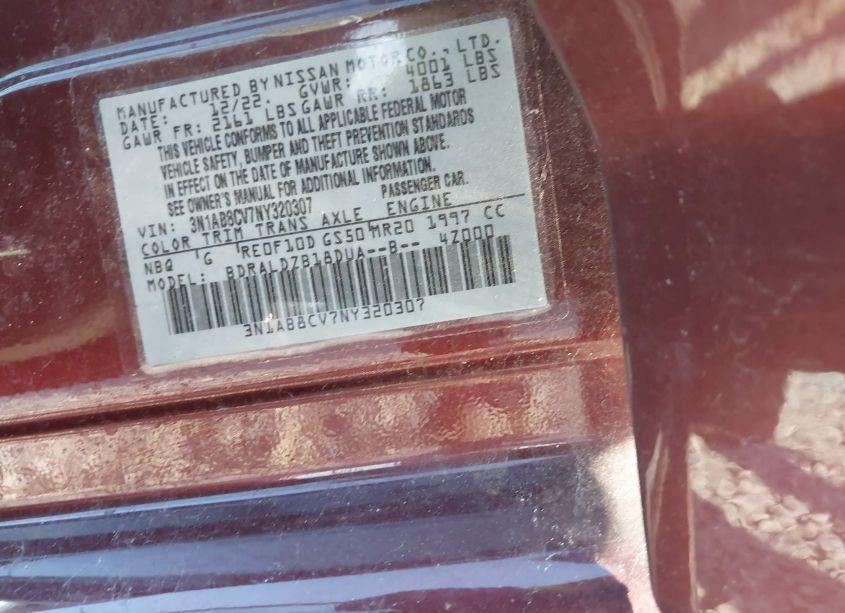 MANUFACTURED BY NISSAN MOTOR CO., LTD.
DATE: 12/22. GVWR: 4001 LBS
GAWR FR: 2161 LBS GAWR RR: 1863 LBS
THIS VEHICLE CONFORMS TO ALL APPLICABLE FEDERAL MOTOR
VEHICLE SAFETY, BUMPER AND THEFT PREVENTION STANDARDS
IN EFFECT ON THE DATE OF MANUFACTURE SHOWN ABOVE.
SEE OWNER'S MANUAL FOR ADDITIONAL INFORMATION.
VIN: 3N1AB8CV7NY320307 PASSENGER CAR.
COLOR TRIM TRANS AXLE ENGINE
NBQ G RE0F10D GS50 MR20 1997 CC
MODEL: BDRALDZB18DUA--B-- 4Z000
3N1AB8CV7NY320307